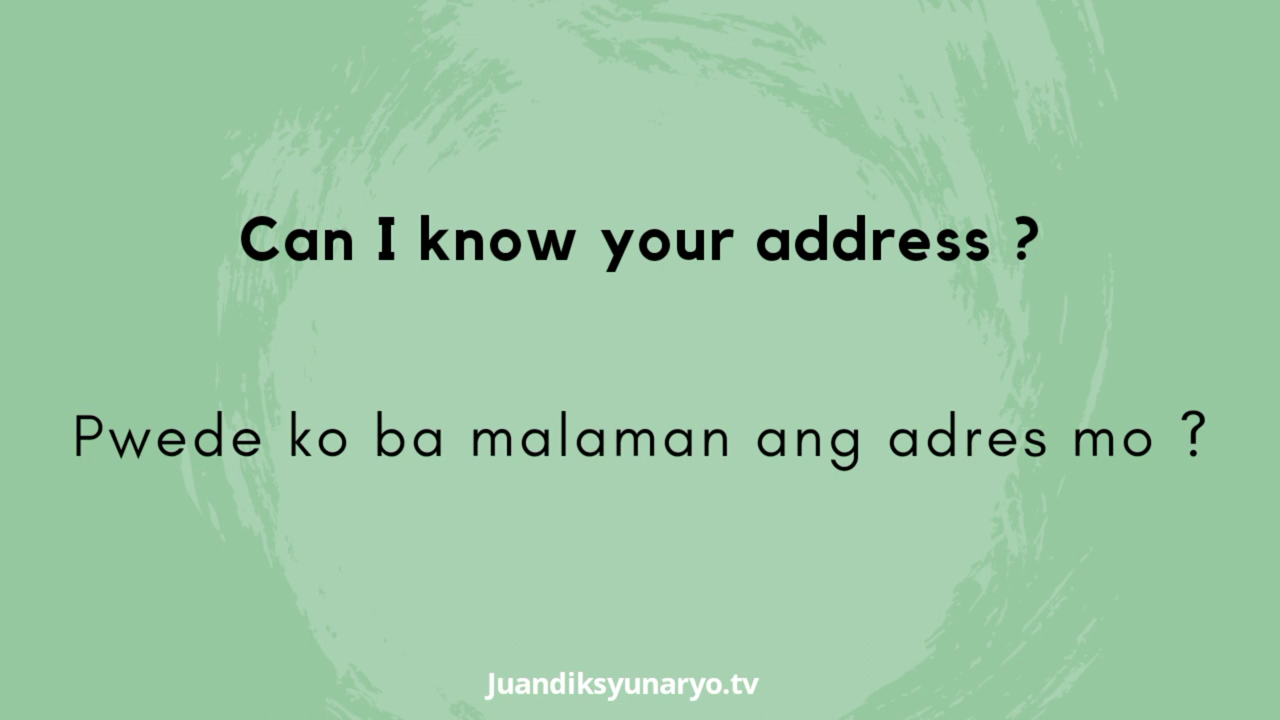 Can I know your address ?
Pwede ko ba malaman ang adres mo ?
Juandiksyunaryo.tv